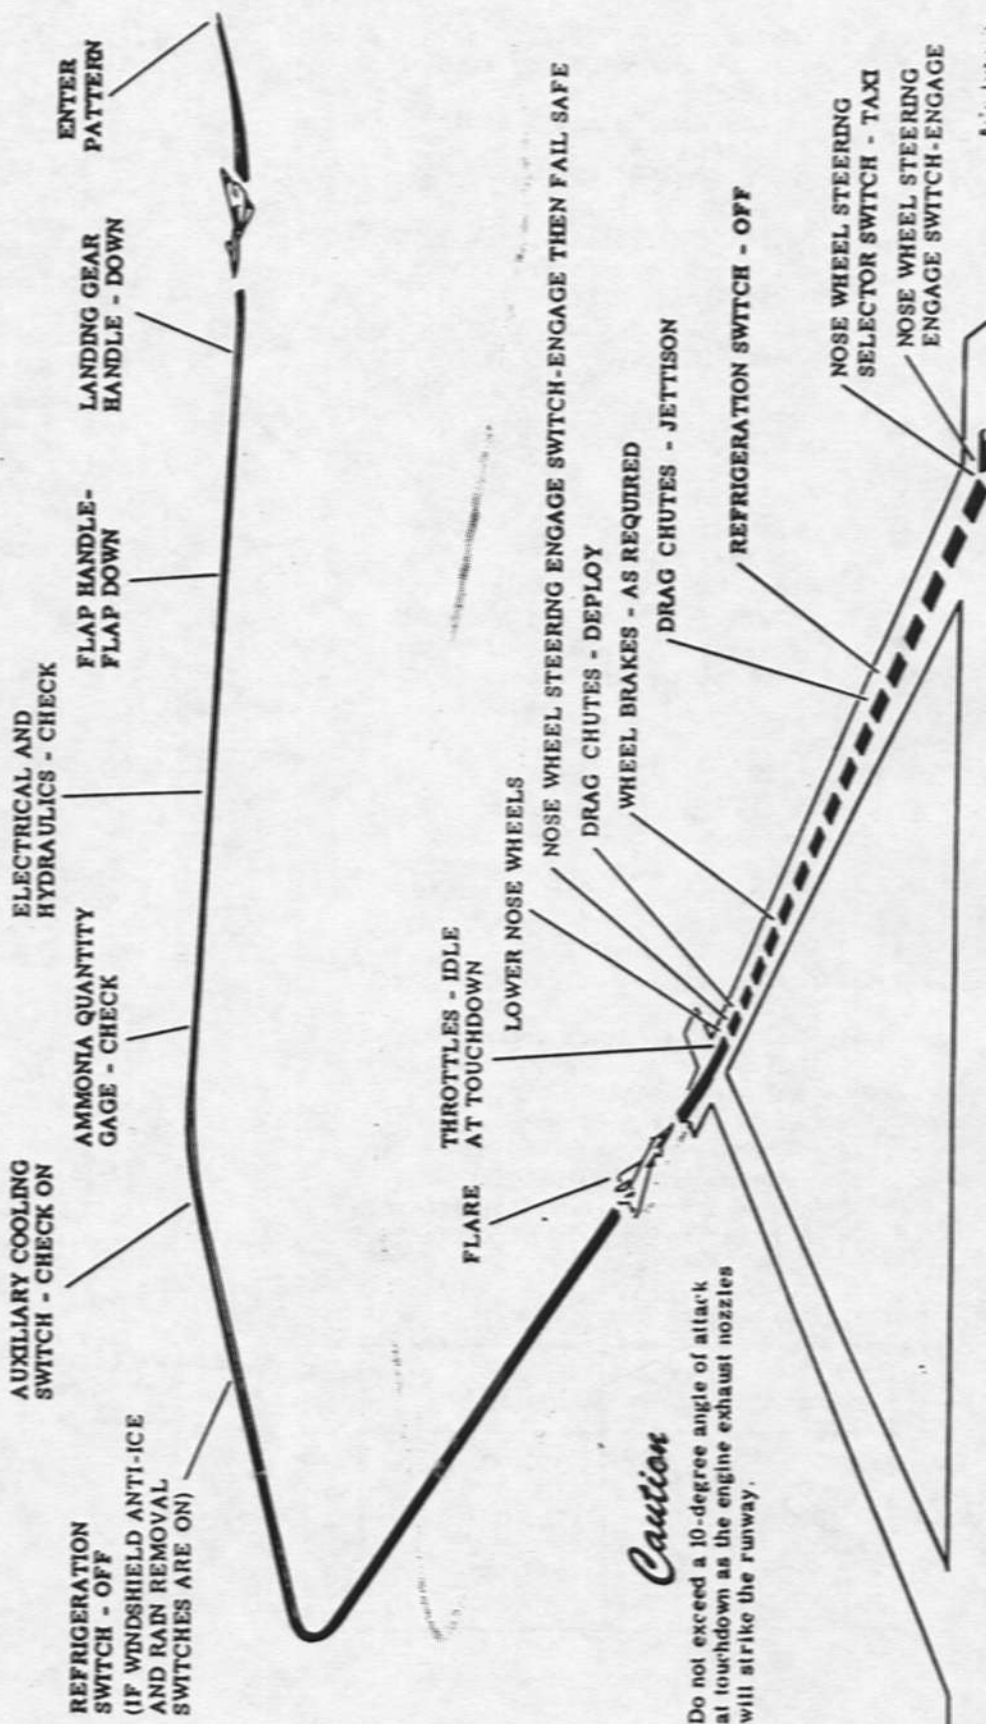 ENTER
PATTERN
LANDING GEAR
HANDLE - DOWN
FLAP HANDLE-
FLAP DOWN
ELECTRICAL AND
HYDRAULICS - CHECK
AMMONIA QUANTITY
GAGE - CHECK
AUXILIARY COOLING
SWITCH - CHECK ON
REFRIGERATION
SWITCH - OFF
(IF WINDSHIELD ANTI-ICE
AND RAIN REMOVAL
SWITCHES ARE ON)
FLARE
THROTTLES - IDLE
AT TOUCHDOWN
LOWER NOSE WHEELS
NOSE WHEEL STEERING ENGAGE SWITCH-ENGAGE THEN FAIL SAFE
DRAG CHUTES - DEPLOY
WHEEL BRAKES - AS REQUIRED
DRAG CHUTES - JETTISON
REFRIGERATION SWITCH - OFF
NOSE WHEEL STEERING
SELECTOR SWITCH - TAXI
NOSE WHEEL STEERING
ENGAGE SWITCH-ENGAGE
Caution
Do not exceed a 10-degree angle of attack
at touchdown as the engine exhaust nozzles
will strike the runway.